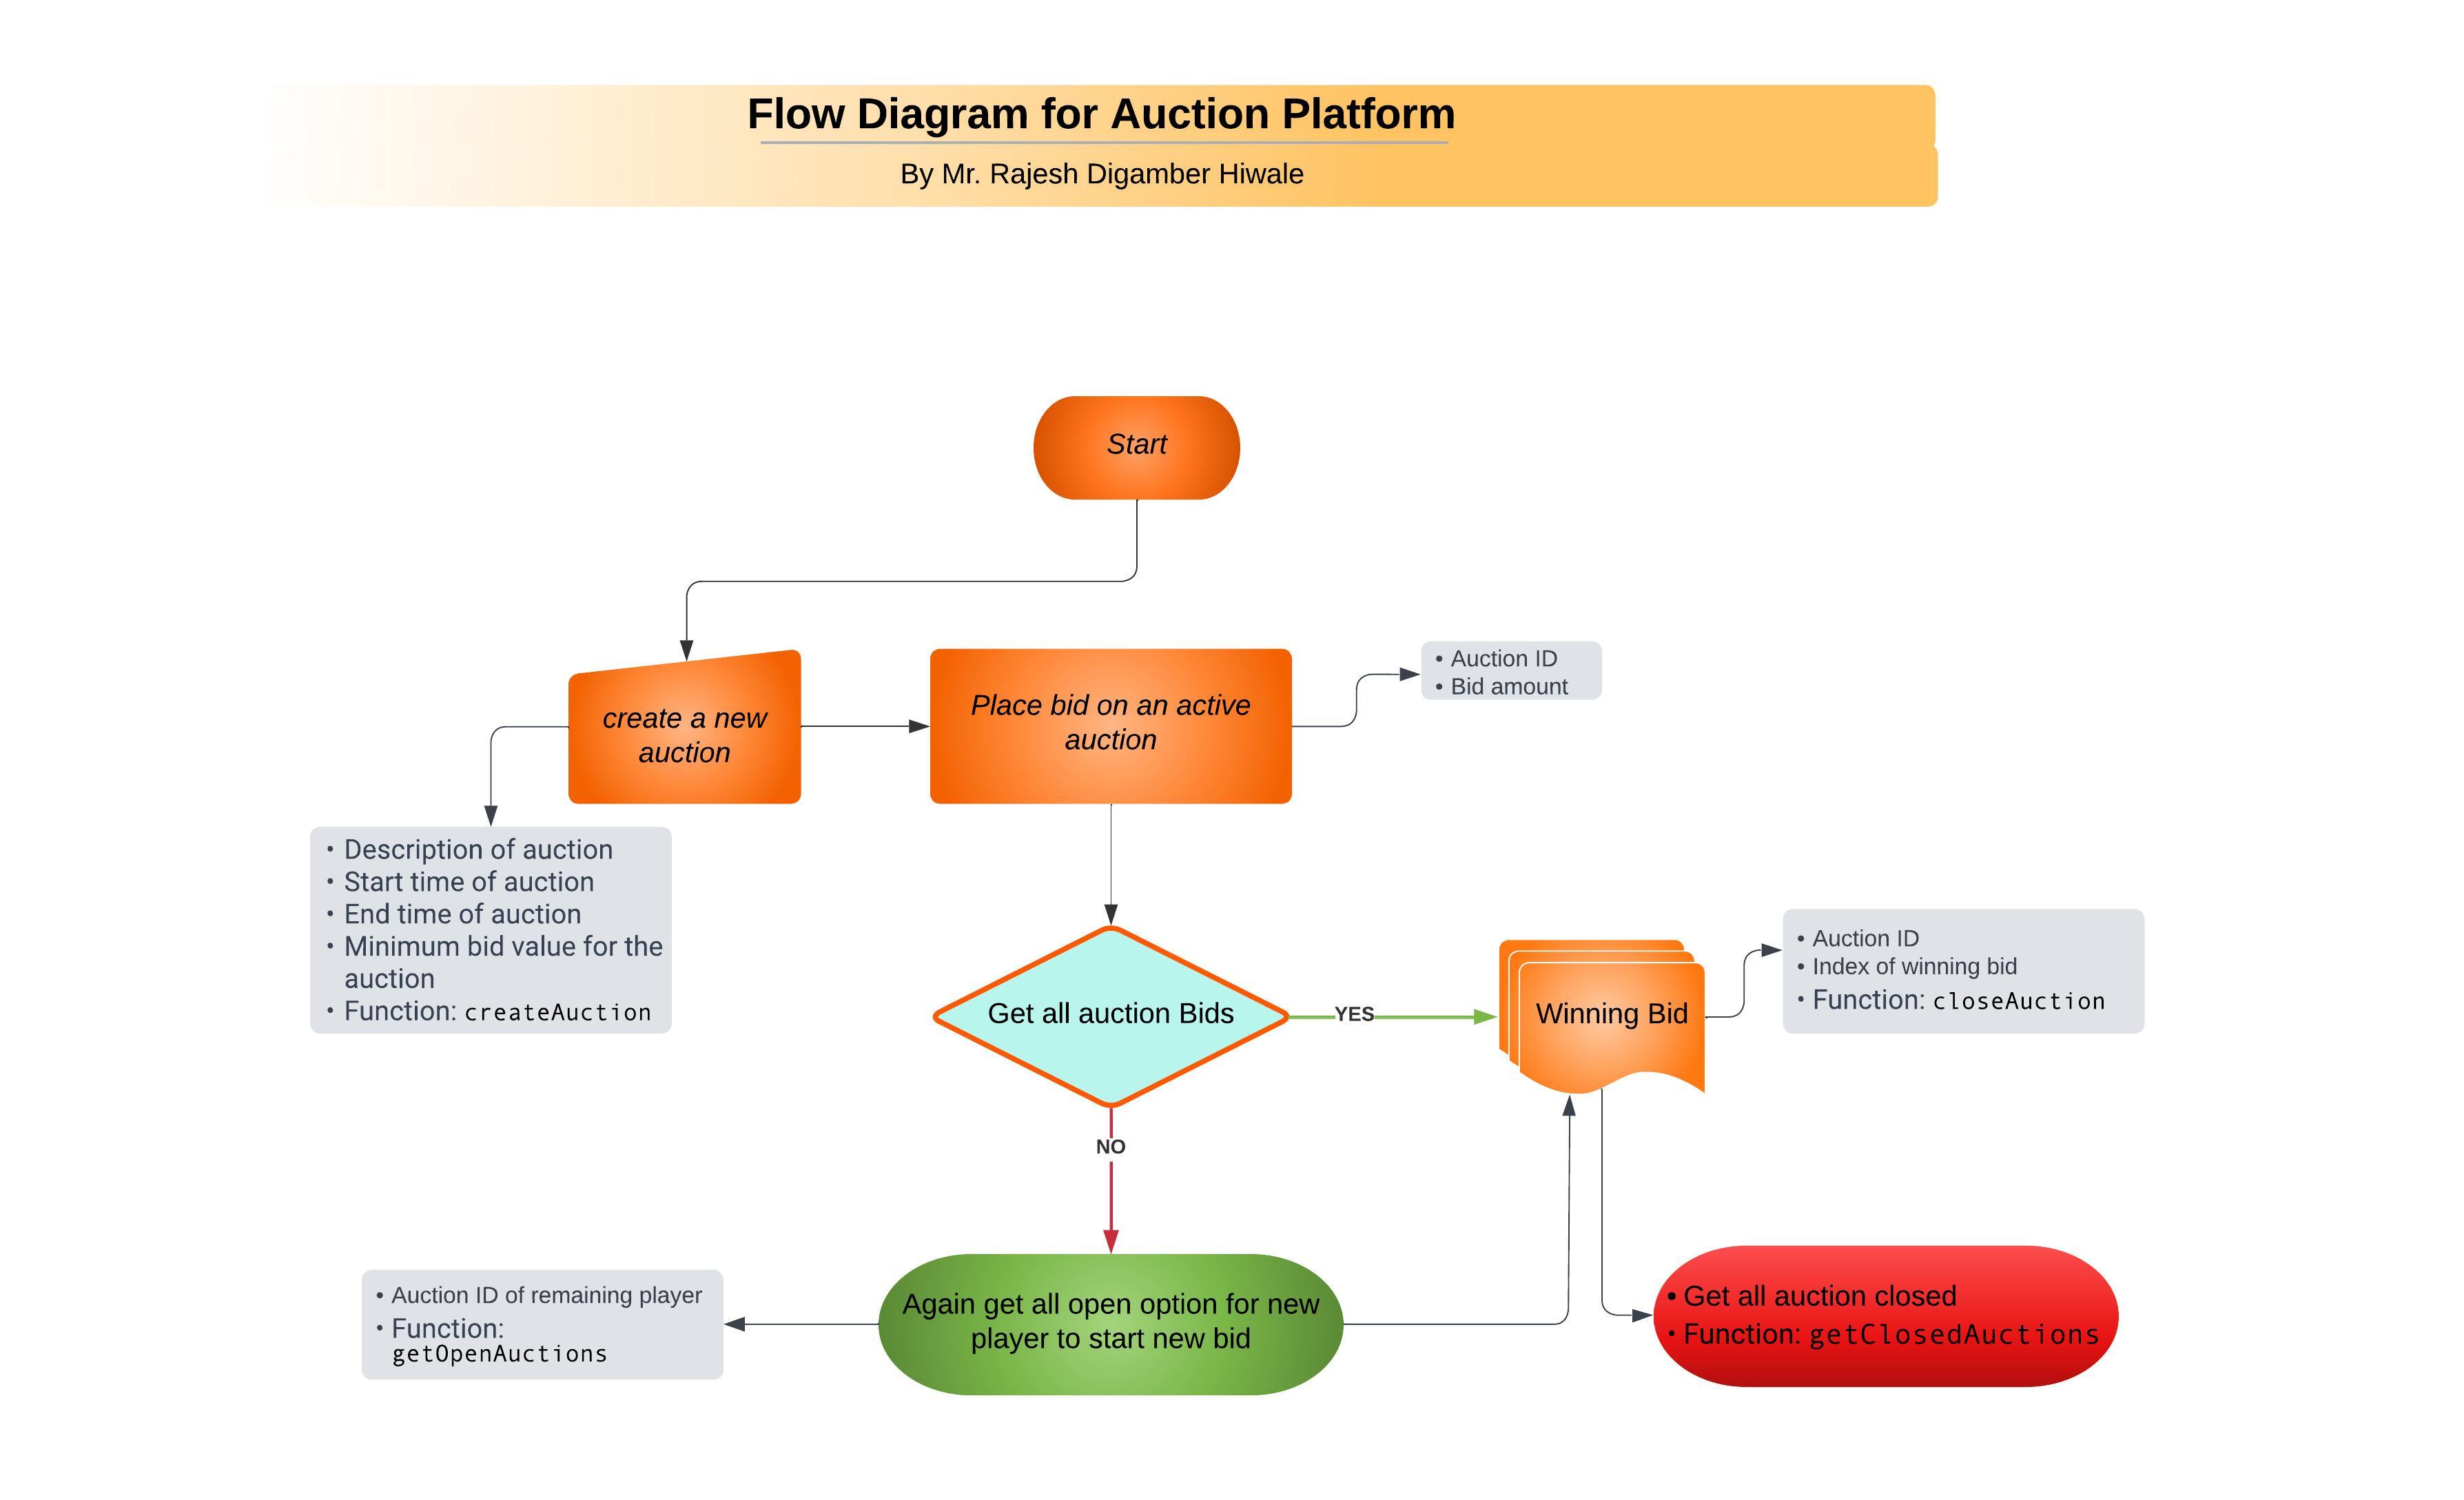 Flow Diagram for Auction Platform
By Mr. Rajesh Digamber Hiwale
Start
create a new
auction
Place bid on an active
auction
• Auction ID
• Bid amount
• Description of auction
• Start time of auction
• End time of auction
• Minimum bid value for the
auction
• Function: createAuction
Get all auction Bids
YES
Winning Bid
• Auction ID
• Index of winning bid
• Function: closeAuction
NO
• Auction ID of remaining player
• Function:
getOpenAuctions
Again get all open option for new
player to start new bid
• Get all auction closed
• Function: getClosedAuctions